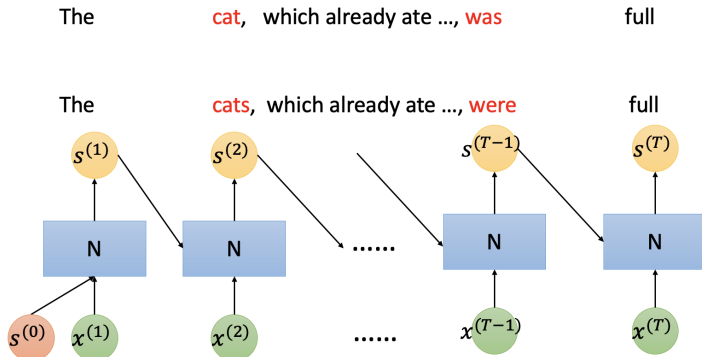 The cat, which already ate ..., was full
The cats, which already ate ..., were full
s⁽¹⁾ s⁽²⁾ s⁽ᵀ⁻¹⁾ s⁽ᵀ⁾
N N ...... N N
s⁽⁰⁾ x⁽¹⁾ x⁽²⁾ ...... x⁽ᵀ⁻¹⁾ x⁽ᵀ⁾